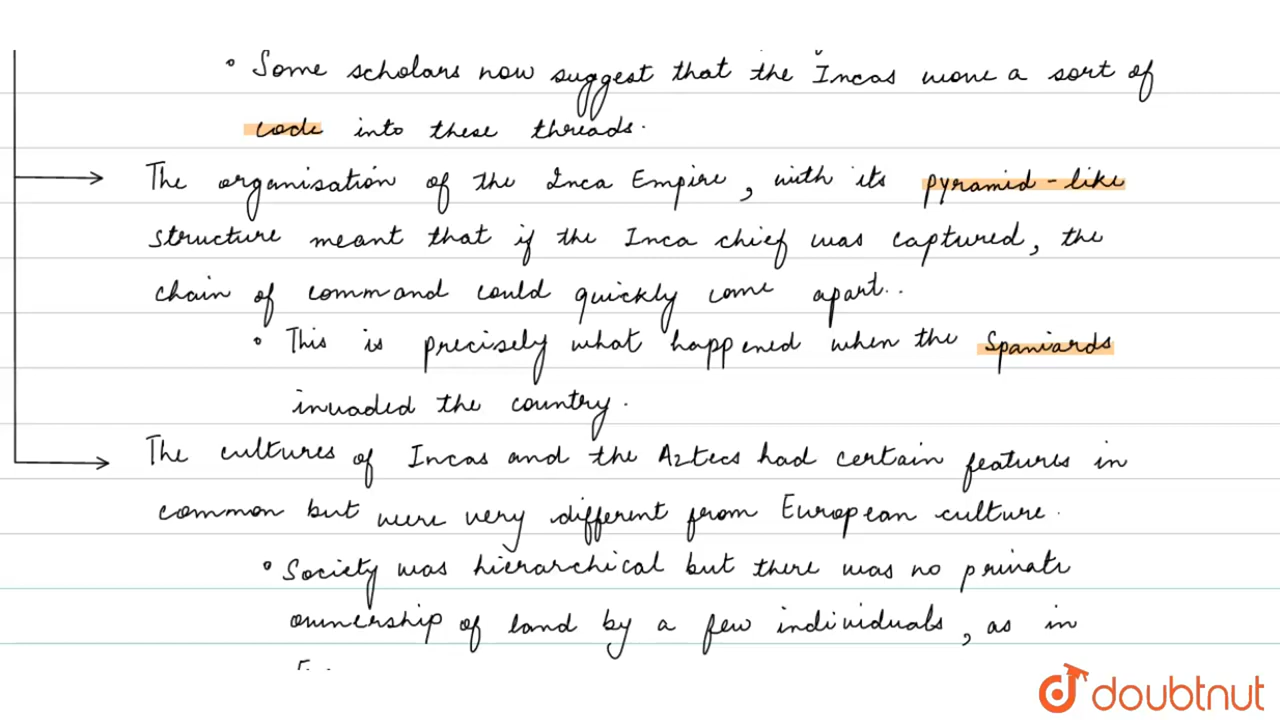 • Some scholars now suggest that the Incas wove a sort of
code into these threads.
The organisation of the Inca Empire, with its pyramid-like
structure meant that if the Inca chief was captured, the
chain of command could quickly come apart..
• This is precisely what happened when the Spaniards
invaded the country.
The cultures of Incas and the Aztecs had certain features in
common but were very different from European culture.
• Society was hierarchical but there was no private
ownership of land by a few individuals, as in
doubtnut